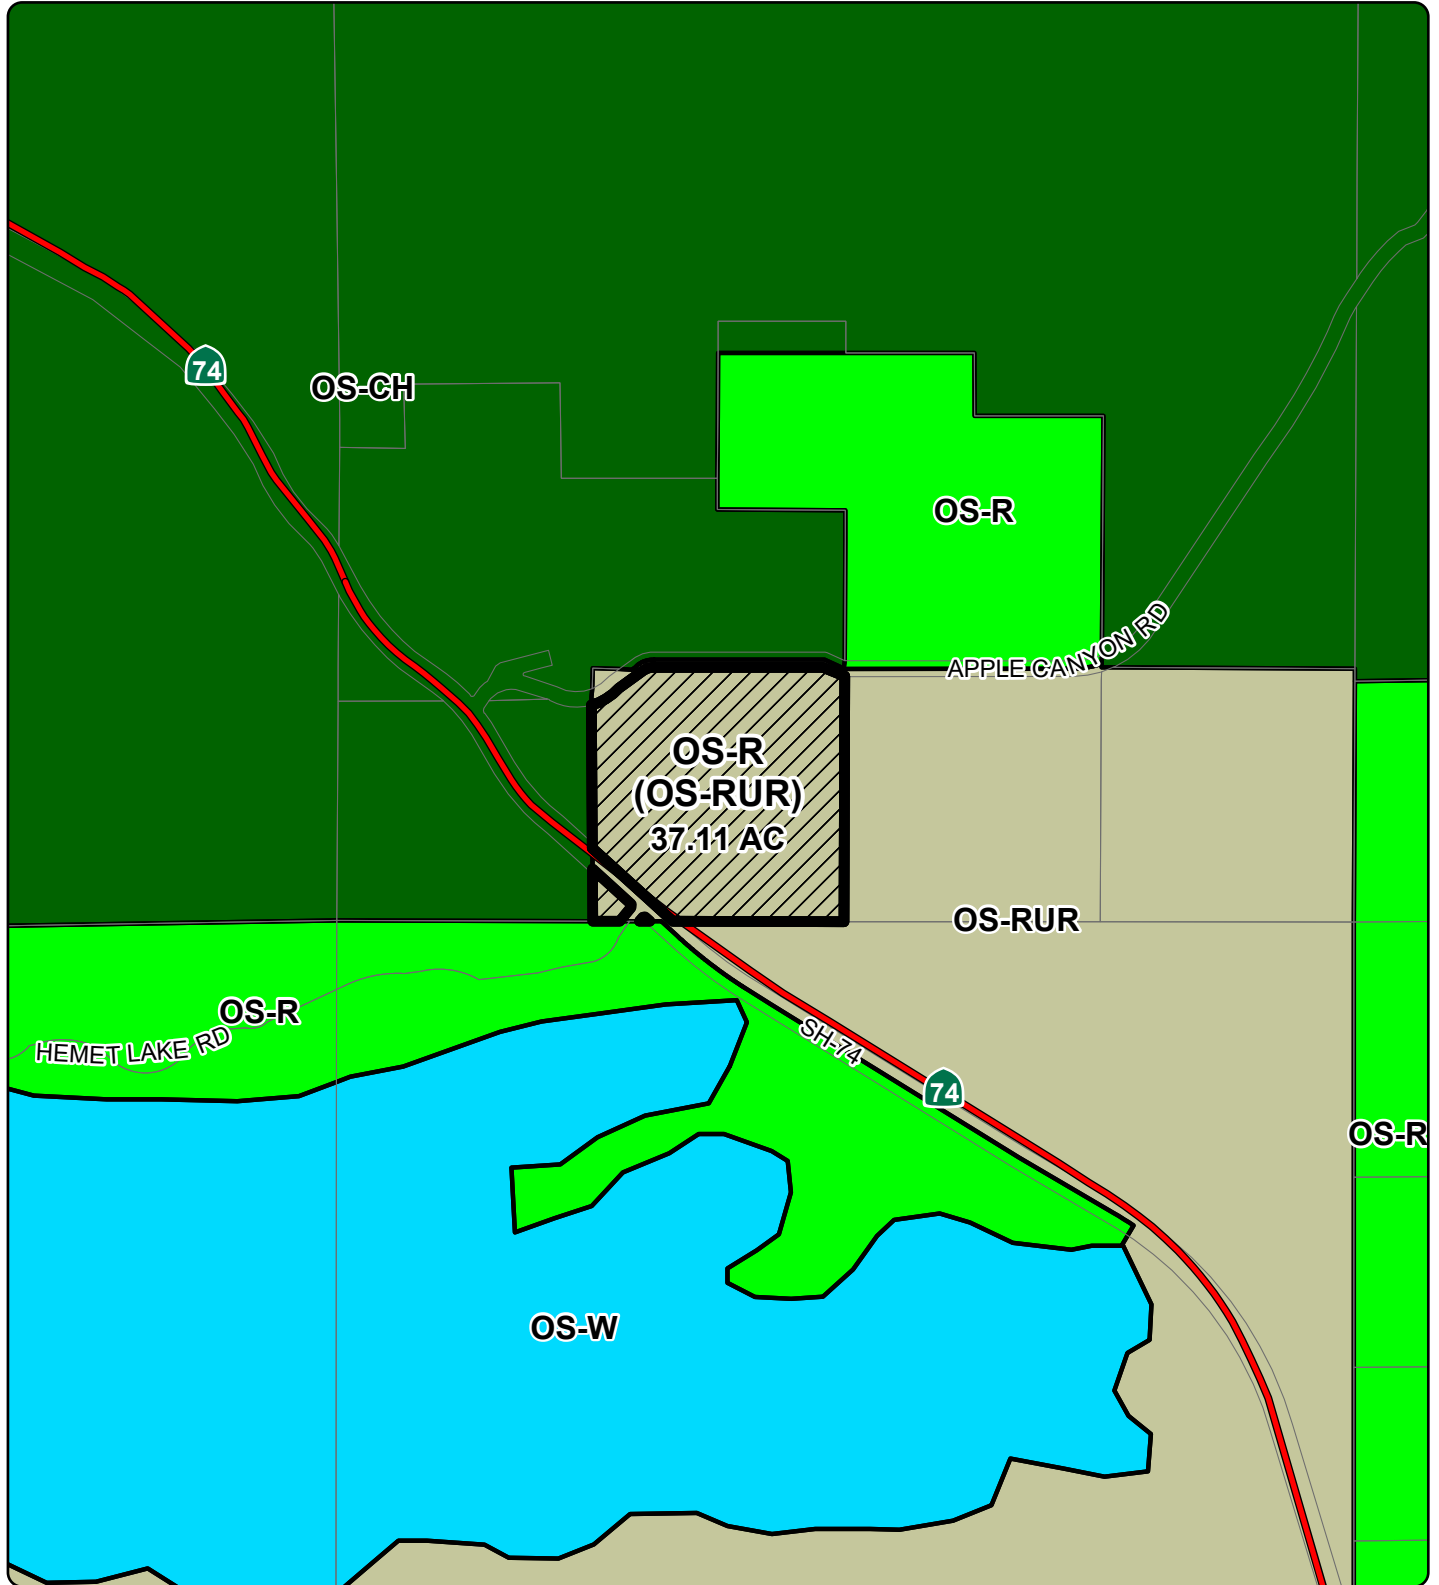 74
OS-CH
OS-R
APPLE CANYON RD
OS-R
(OS-RUR)
37.11 AC
OS-RUR
OS-R
HEMET LAKE RD
SH-74
74
OS-R
OS-W